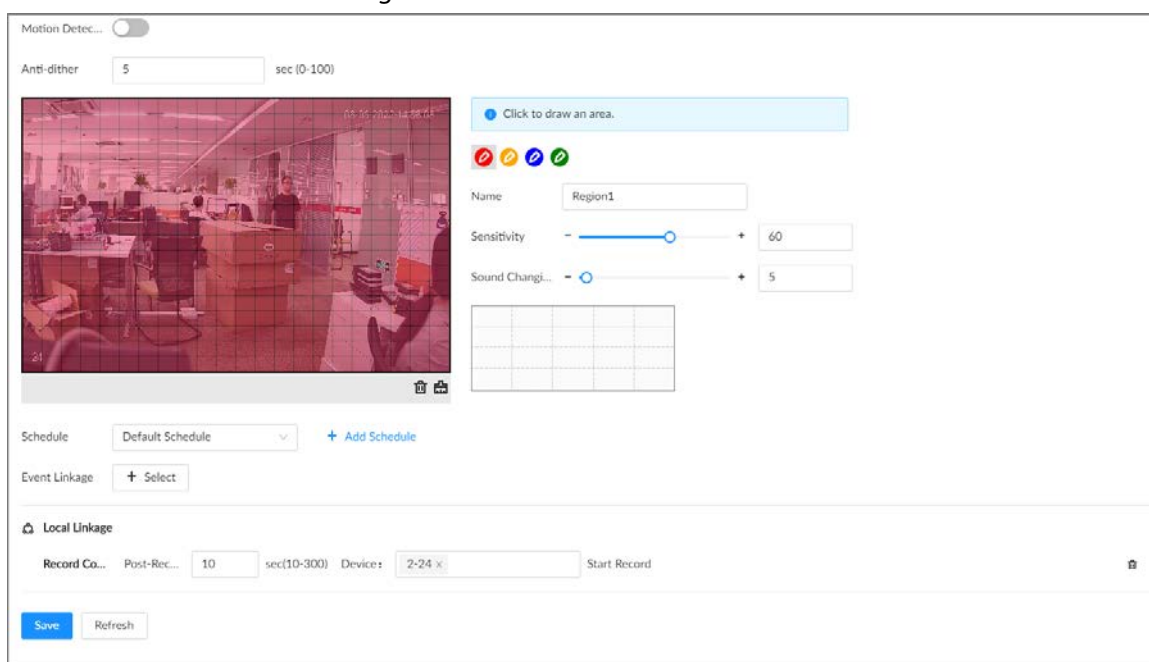 Motion Detec...
Anti-dither 5 sec (0-100)
Click to draw an area.
Name Region1
Sensitivity - + 60
Sound Changi... - + 5
24
Schedule Default Schedule + Add Schedule
Event Linkage + Select
Local Linkage
Record Co... Post-Rec... 10 sec(10-300) Device: 2-24 × Start Record
Save Refresh